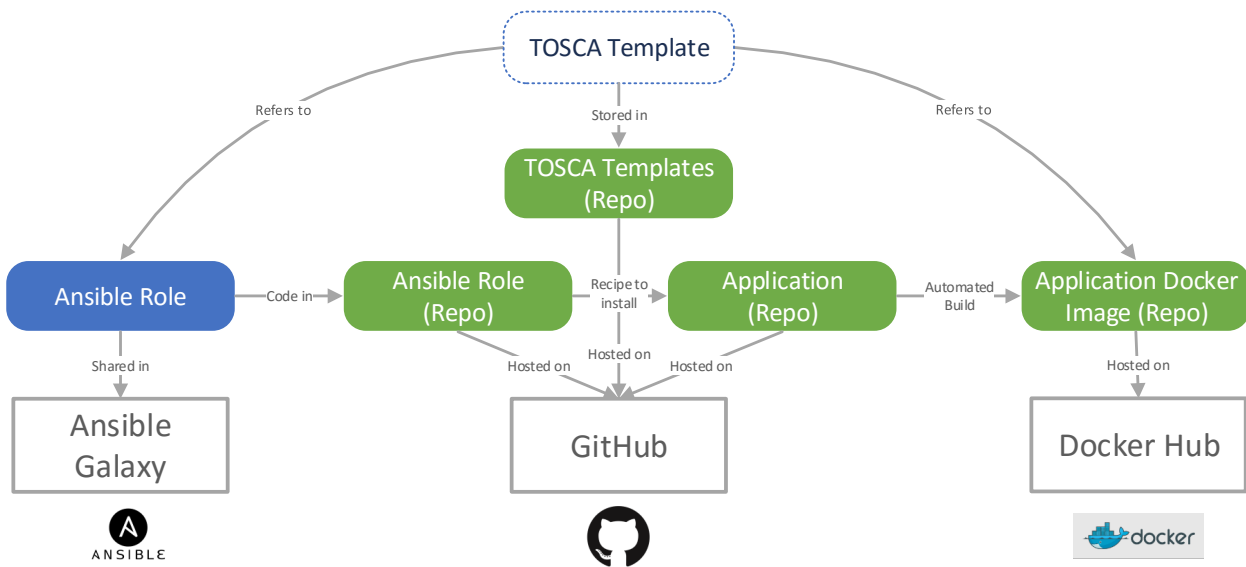 TOSCA Template
Refers to
Stored in
Refers to
TOSCA Templates
(Repo)
Ansible Role
Code in
Ansible Role
(Repo)
Recipe to
install
Application
(Repo)
Automated
Build
Application Docker
Image (Repo)
Shared in
Hosted on
Hosted on
Hosted on
Hosted on
Ansible
Galaxy
GitHub
Docker Hub
ANSIBLE
docker